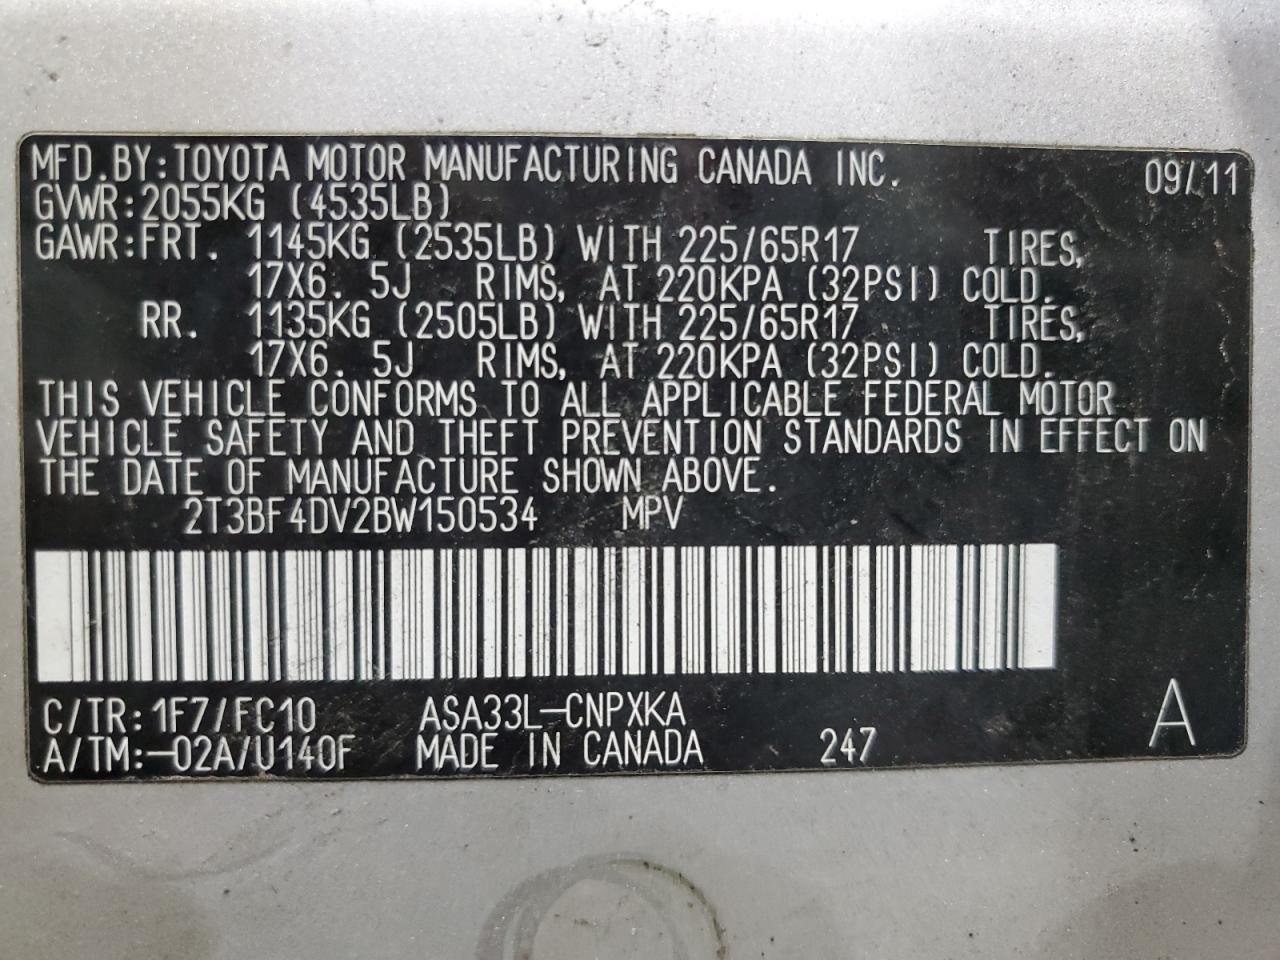 MFD.BY:TOYOTA MOTOR MANUFACTURING CANADA INC. 09/11
GVWR:2055KG (4535LB)
GAWR:FRT. 1145KG (2535LB) WITH 225/65R17 TIRES,
17X6. 5J RIMS, AT 220KPA (32PSI) COLD.
RR. 1135KG (2505LB) WITH 225/65R17 TIRES,
17X6. 5J RIMS, AT 220KPA (32PSI) COLD.
THIS VEHICLE CONFORMS TO ALL APPLICABLE FEDERAL MOTOR
VEHICLE SAFETY AND THEFT PREVENTION STANDARDS IN EFFECT ON
THE DATE OF MANUFACTURE SHOWN ABOVE.
2T3BF4DV2BW150534 MPV
C/TR:1F7/FC10 ASA33L-CNPXKA A
A/TM:-02A/U140F MADE IN CANADA 247